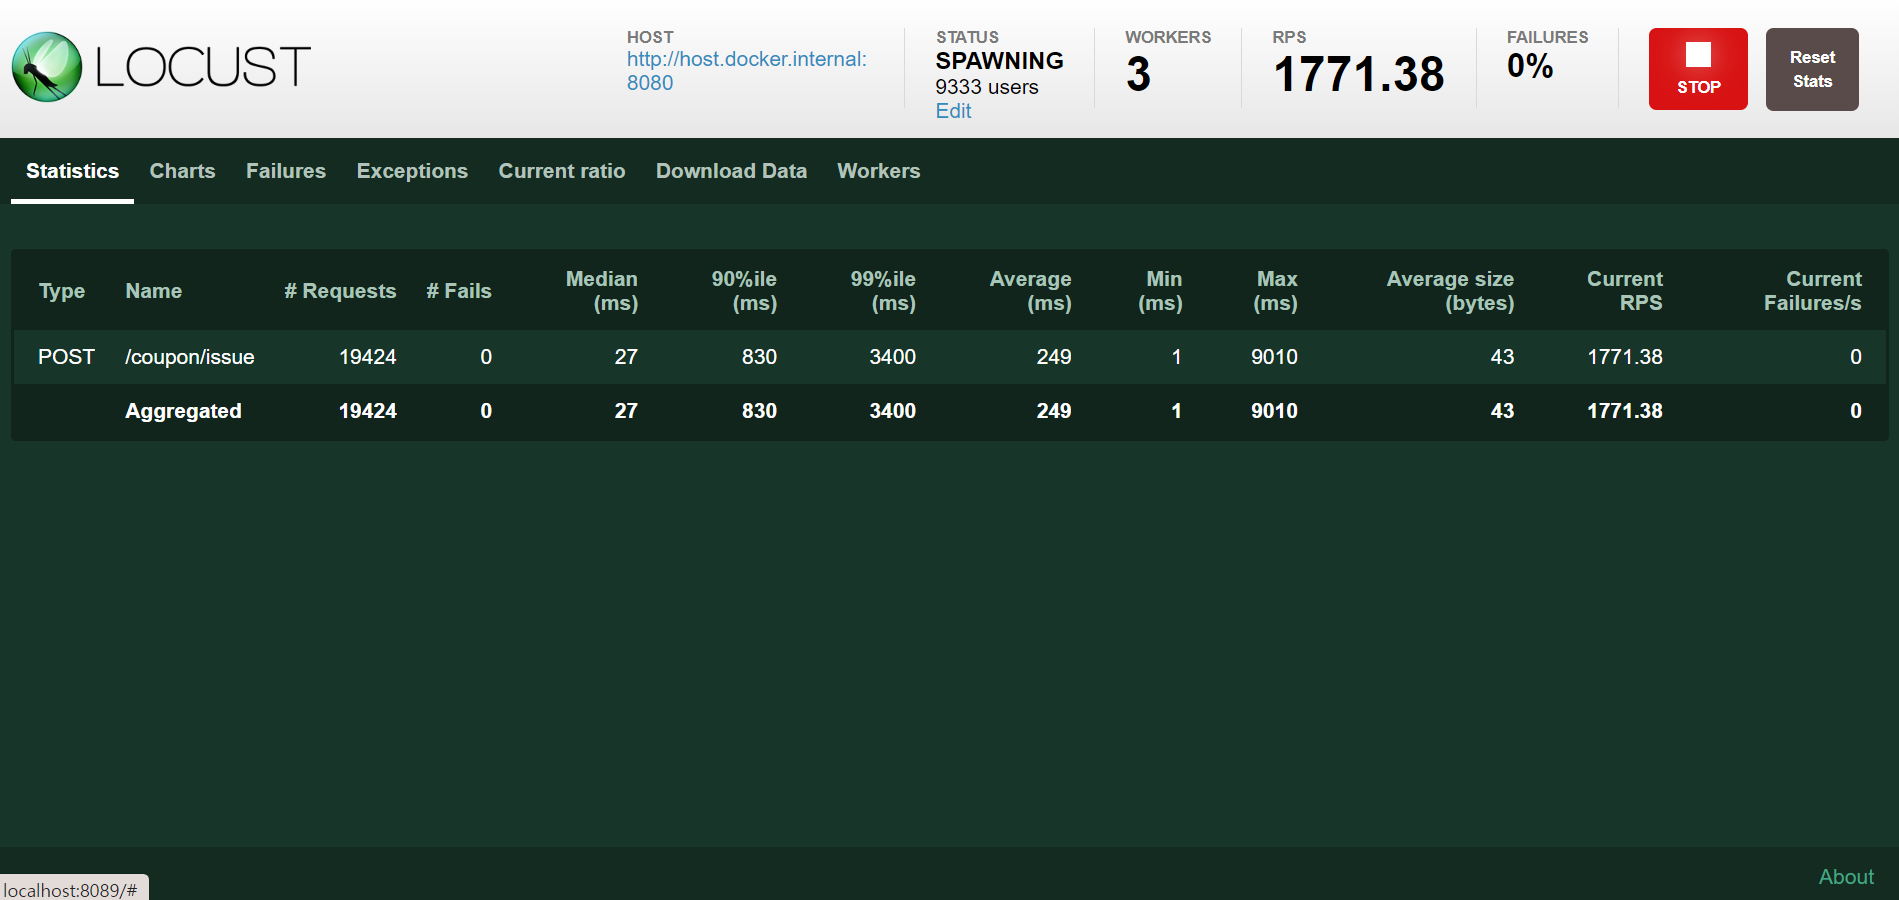 LOCUST
HOST
http://host.docker.internal:
8080
STATUS
SPAWNING
9333 users
Edit
WORKERS
3
RPS
1771.38
FAILURES
0%
STOP
Reset
Stats
Statistics Charts Failures Exceptions Current ratio Download Data Workers
Type Name # Requests # Fails Median (ms) 90%ile (ms) 99%ile (ms) Average (ms) Min (ms) Max (ms) Average size (bytes) Current RPS Current Failures/s
POST /coupon/issue 19424 0 27 830 3400 249 1 9010 43 1771.38 0
Aggregated 19424 0 27 830 3400 249 1 9010 43 1771.38 0
About
localhost:8089/#